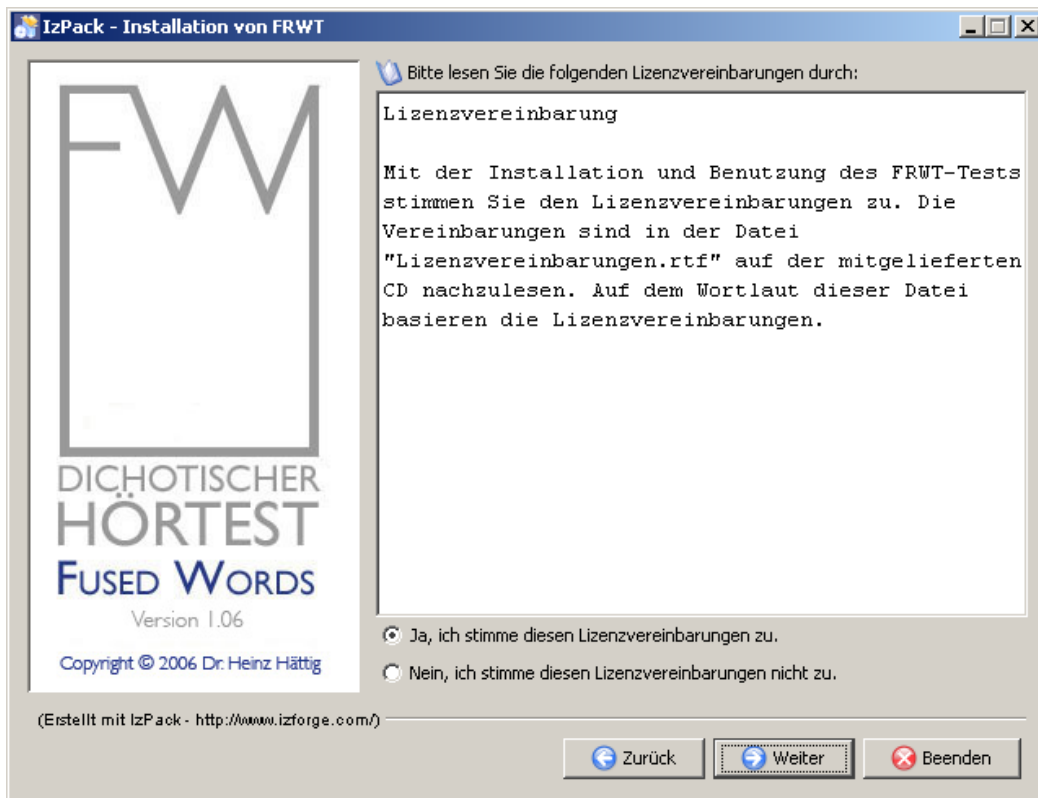 IzPack - Installation von FRWT
FW
DICHOTISCHER
HÖRTEST
FUSED WORDS
Version 1.06
Copyright © 2006 Dr. Heinz Hättig
Bitte lesen Sie die folgenden Lizenzvereinbarungen durch:
Lizenzvereinbarung
Mit der Installation und Benutzung des FRWT-Tests
stimmen Sie den Lizenzvereinbarungen zu. Die
Vereinbarungen sind in der Datei
"Lizenzvereinbarungen.rtf" auf der mitgelieferten
CD nachzulesen. Auf dem Wortlaut dieser Datei
basieren die Lizenzvereinbarungen.
Ja, ich stimme diesen Lizenzvereinbarungen zu.
Nein, ich stimme diesen Lizenzvereinbarungen nicht zu.
(Erstellt mit IzPack - http://www.izforge.com/)
Zurück
Weiter
Beenden